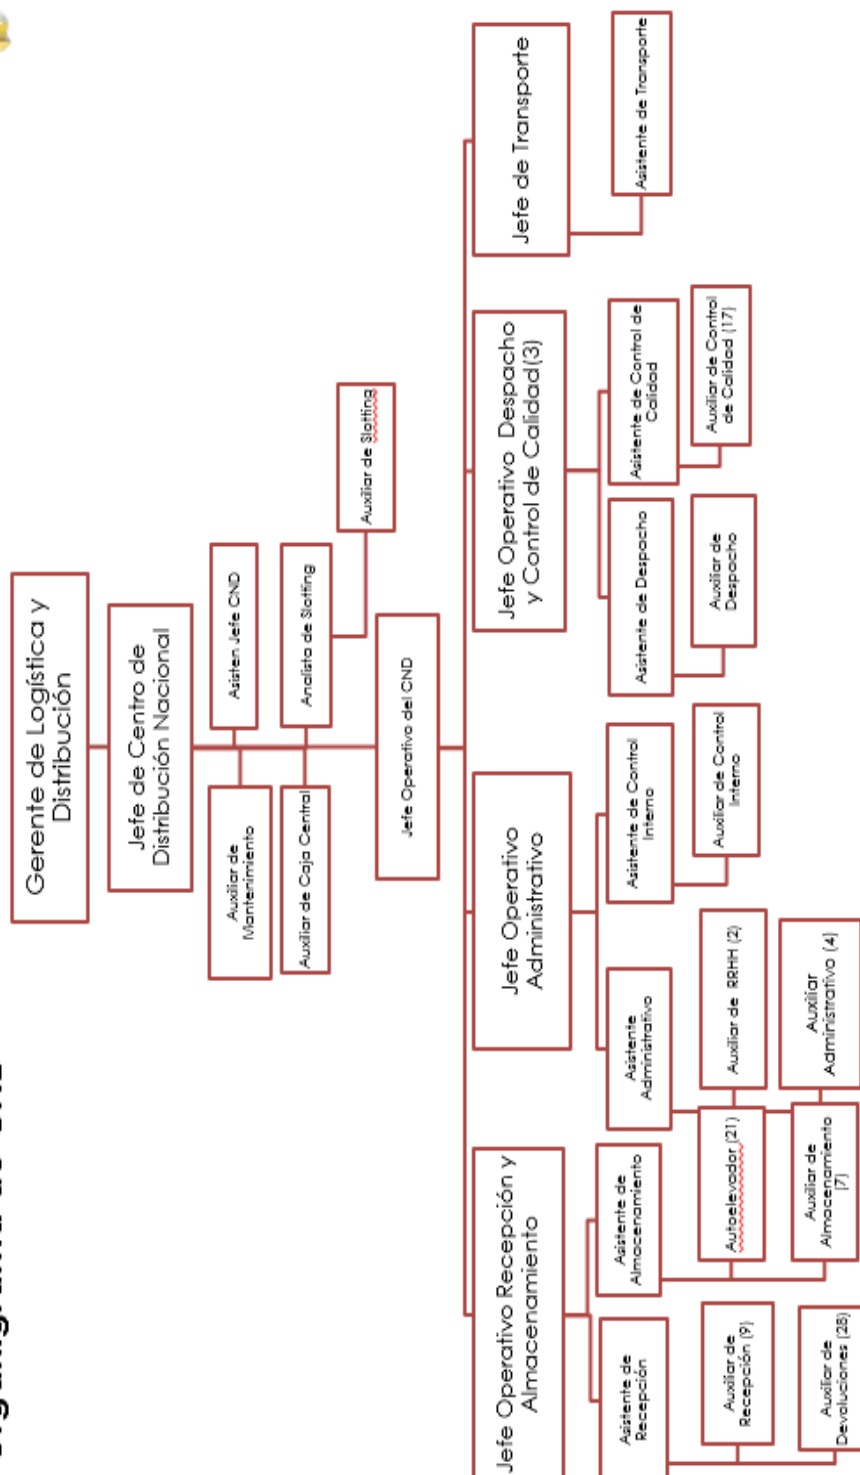 Gerente de Logística y
Distribución
Jefe de Centro de
Distribución Nacional
Auxiliar de
Mantenimiento
Asisten Jefe CND
Auxiliar de Caja Central
Analista de Slotting
Auxiliar de Slotting
Jefe Operativo del CND
Jefe Operativo Recepción y
Almacenamiento
Jefe Operativo
Administrativo
Jefe Operativo Despacho
y Control de Calidad(3)
Jefe de Transporte
Asistente de
Recepción
Asistente de
Almacenamiento
Asistente
Administrativo
Asistente de Control
Interno
Asistente de Despacho
Asistente de Control de
Calidad
Asistente de Transporte
Auxiliar de
Recepción (9)
Autoelevador (21)
Auxiliar de RRHH (2)
Auxiliar de Control
Interno
Auxiliar de
Despacho
Auxiliar de Control
de Calidad (17)
Auxiliar de
Devoluciones (28)
Auxiliar de
Almacenamiento
(7)
Auxiliar
Administrativo (4)